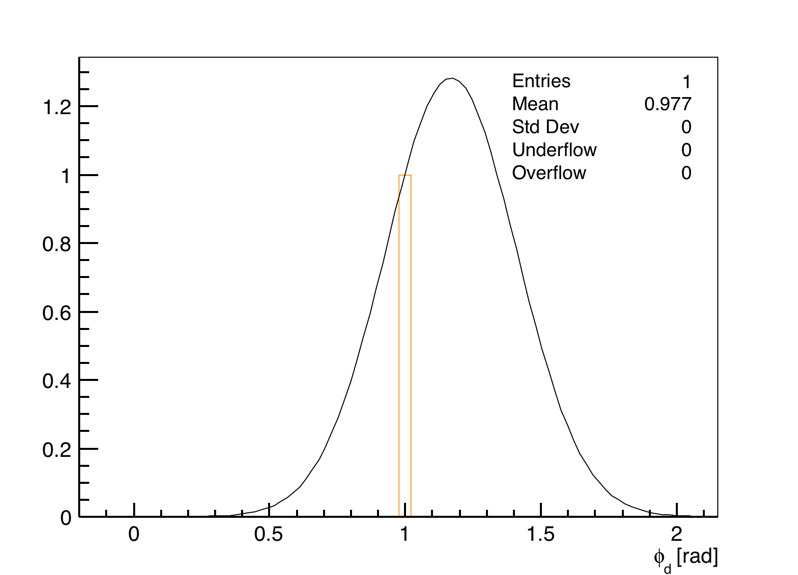 Entries 1
Mean 0.977
Std Dev 0
Underflow 0
Overflow 0
1.2
1
0.8
0.6
0.4
0.2
0
0 0.5 1 1.5 2
ϕd [rad]